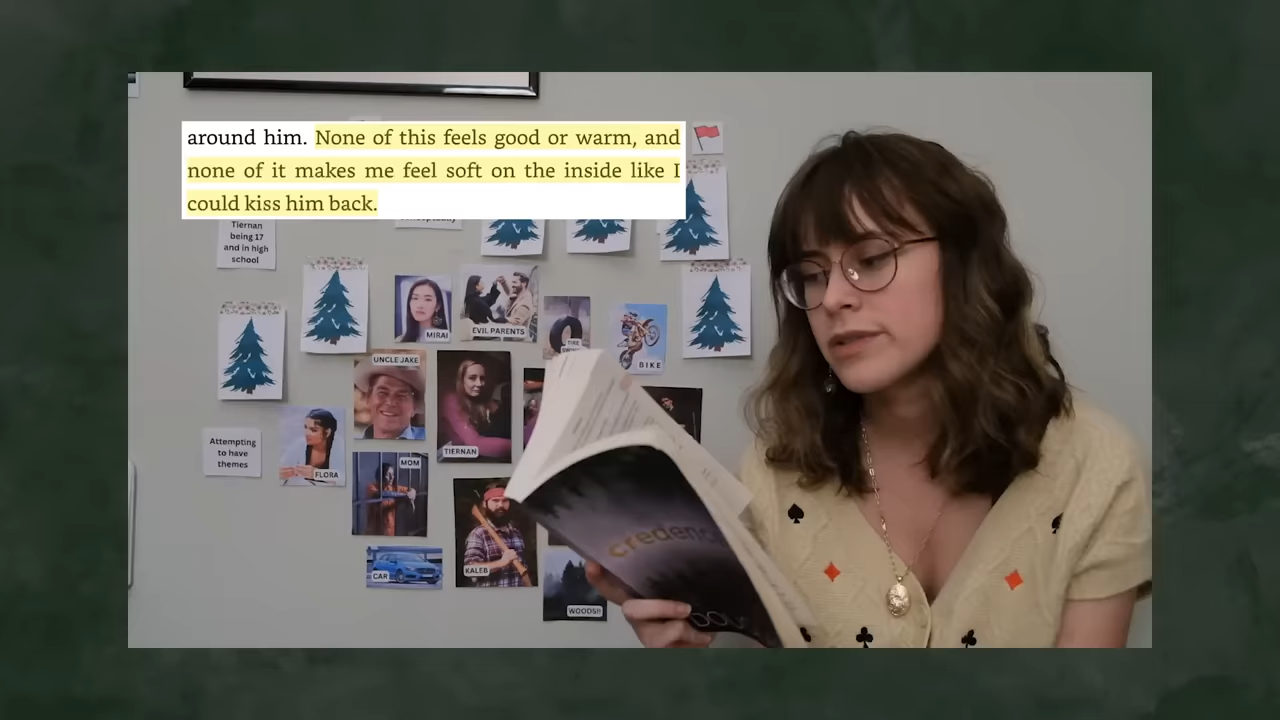 around him. None of this feels good or warm, and
none of it makes me feel soft on the inside like I
could kiss him back.
Tiernan
being 17
and in high
school
MIRAI
EVIL PARENTS
TIRE
BIKE
UNCLE JAKE
TIERNAN
Attempting
to have
themes
FLORA
MOM
KALEB
CAR
WOODS!!